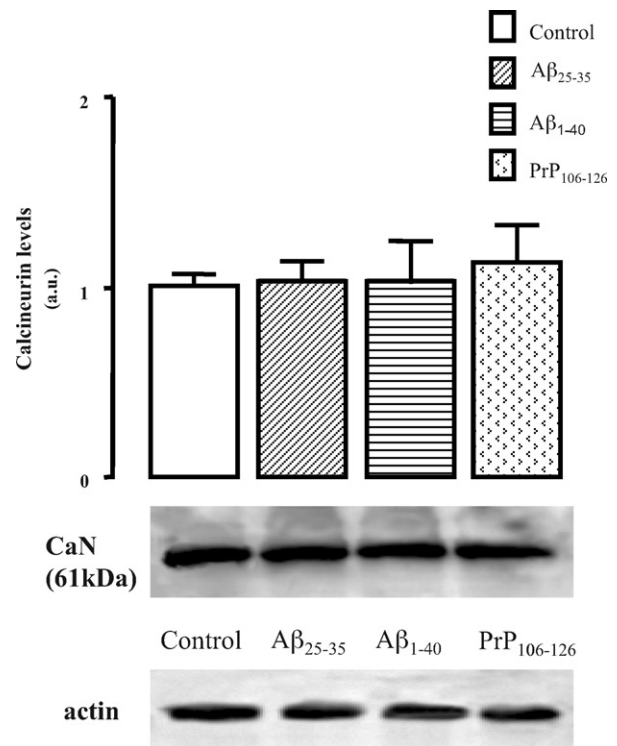 Control
Aβ25-35
Aβ1-40
PrP106-126
2
1
0
Calcineurin levels
(a.u.)
CaN
(61kDa)
Control Aβ25-35 Aβ1-40 PrP106-126
actin